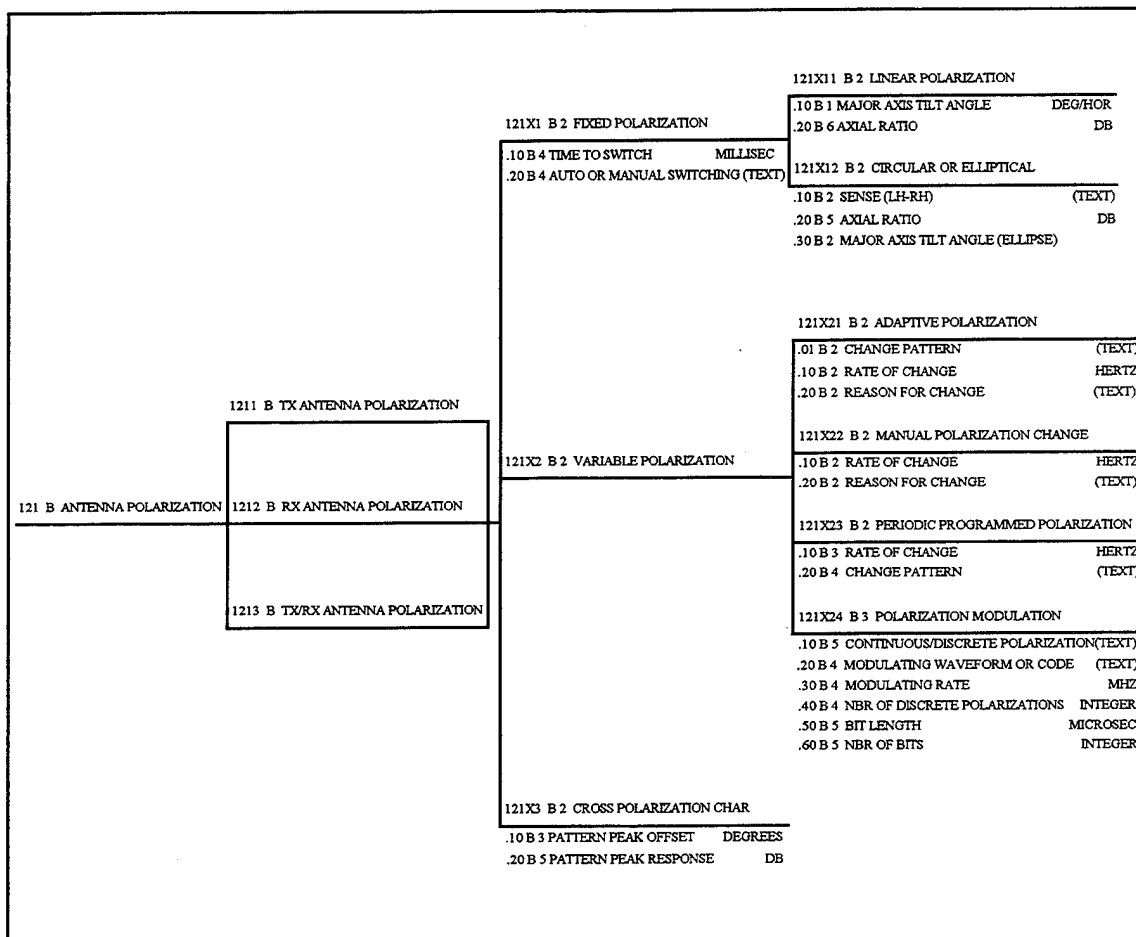 121 B ANTENNA POLARIZATION
1211 B TX ANTENNA POLARIZATION
1212 B RX ANTENNA POLARIZATION
1213 B TX/RX ANTENNA POLARIZATION
121X1 B 2 FIXED POLARIZATION
.10 B 4 TIME TO SWITCH MILLISEC
.20 B 4 AUTO OR MANUAL SWITCHING (TEXT)
121X11 B 2 LINEAR POLARIZATION
.10 B 1 MAJOR AXIS TILT ANGLE DEG/HOR
.20 B 6 AXIAL RATIO DB
121X12 B 2 CIRCULAR OR ELLIPTICAL
.10 B 2 SENSE (LH-RH) (TEXT)
.20 B 5 AXIAL RATIO DB
.30 B 2 MAJOR AXIS TILT ANGLE (ELLIPSE)
121X2 B 2 VARIABLE POLARIZATION
121X21 B 2 ADAPTIVE POLARIZATION
.01 B 2 CHANGE PATTERN (TEXT)
.10 B 2 RATE OF CHANGE HERTZ
.20 B 2 REASON FOR CHANGE (TEXT)
121X22 B 2 MANUAL POLARIZATION CHANGE
.10 B 2 RATE OF CHANGE HERTZ
.20 B 2 REASON FOR CHANGE (TEXT)
121X23 B 2 PERIODIC PROGRAMMED POLARIZATION
.10 B 3 RATE OF CHANGE HERTZ
.20 B 4 CHANGE PATTERN (TEXT)
121X24 B 3 POLARIZATION MODULATION
.10 B 5 CONTINUOUS/DISCRETE POLARIZATION(TEXT)
.20 B 4 MODULATING WAVEFORM OR CODE (TEXT)
.30 B 4 MODULATING RATE MHZ
.40 B 4 NBR OF DISCRETE POLARIZATIONS INTEGER
.50 B 5 BIT LENGTH MICROSEC
.60 B 5 NBR OF BITS INTEGER
121X3 B 2 CROSS POLARIZATION CHAR
.10 B 3 PATTERN PEAK OFFSET DEGREES
.20 B 5 PATTERN PEAK RESPONSE DB